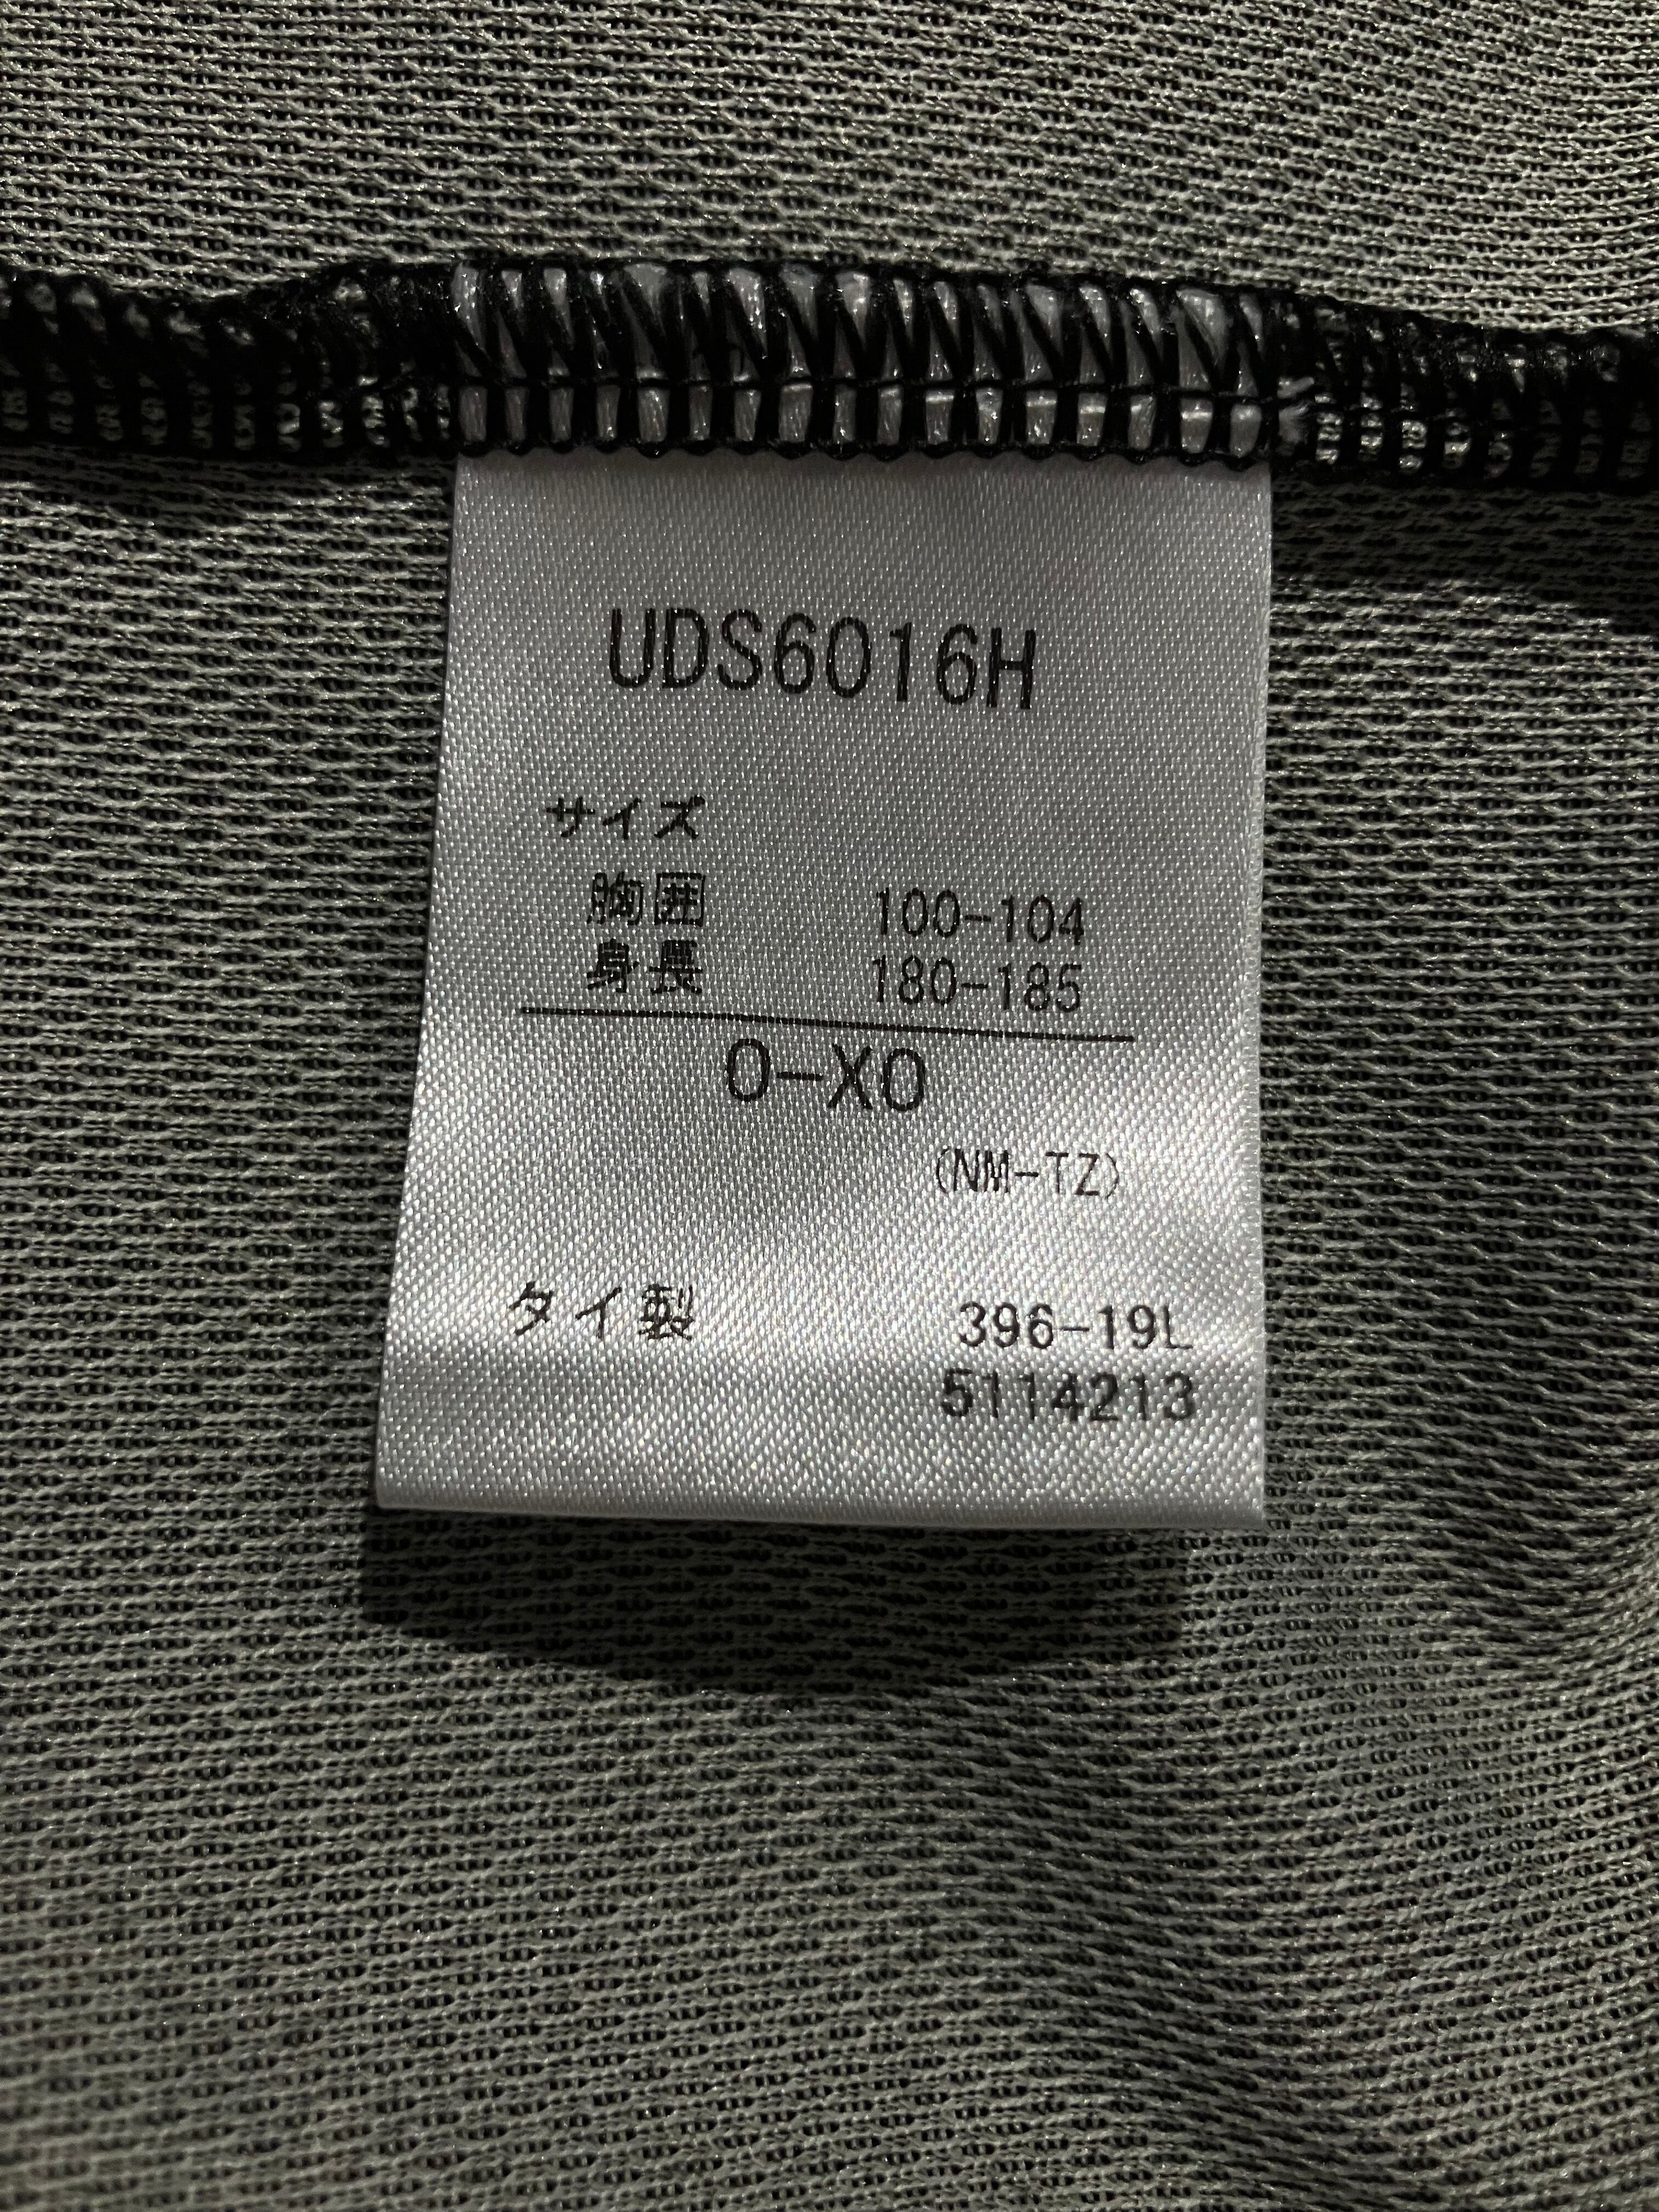 UDS6016H
サイズ
胸囲 100-104
身長 180-185
O-XO
(NM-TZ)
タイ製 396-19L
5114213